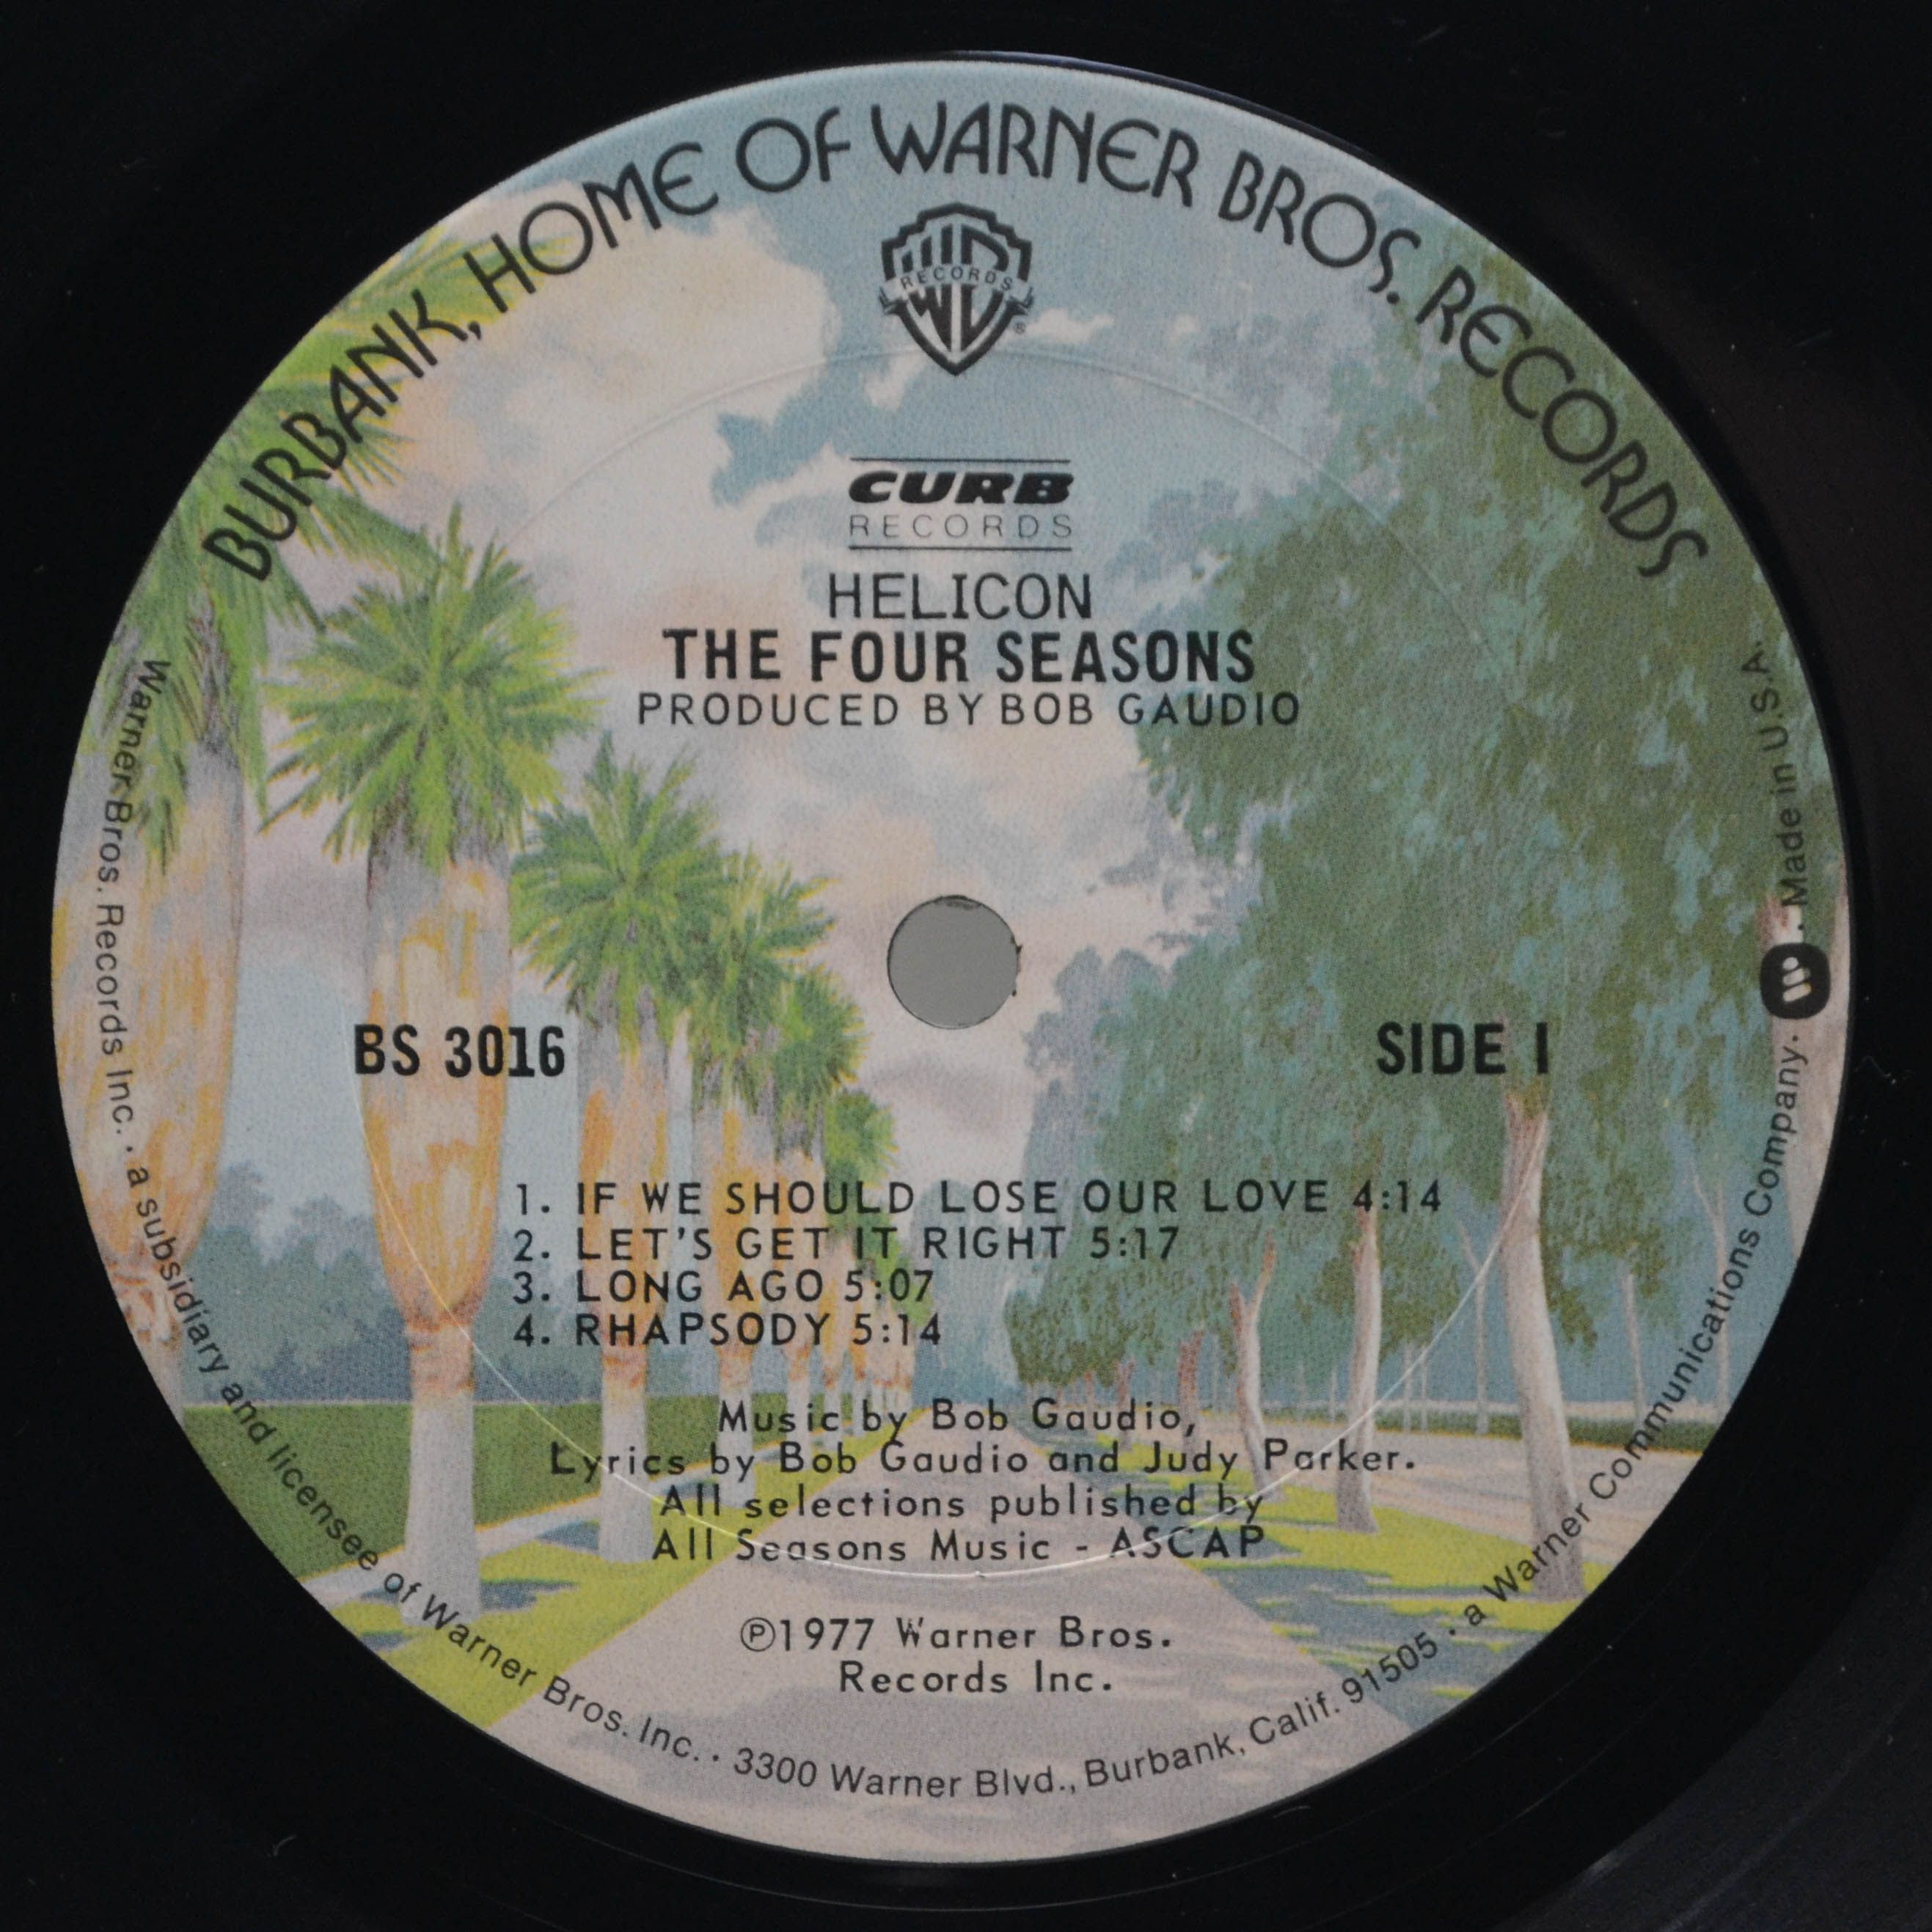 BURBANK, HOME OF WARNER BROS. RECORDS
RECORDS
®
CURB
RECORDS
HELICON
THE FOUR SEASONS
PRODUCED BY BOB GAUDIO
BS 3016
SIDE 1
1. IF WE SHOULD LOSE OUR LOVE 4:14
2. LET'S GET IT RIGHT 5:17
3. LONG AGO 5:07
4. RHAPSODY 5:14
Music by Bob Gaudio,
Lyrics by Bob Gaudio and Judy Parker.
All selections published by
All Seasons Music - ASCAP
℗1977 Warner Bros.
Records Inc.
Warner Bros. Records Inc. · a subsidiary and licensee of Warner Bros. Inc. · 3300 Warner Blvd., Burbank, Calif. 91505 · a Warner Communications Company. · Made in U.S.A.